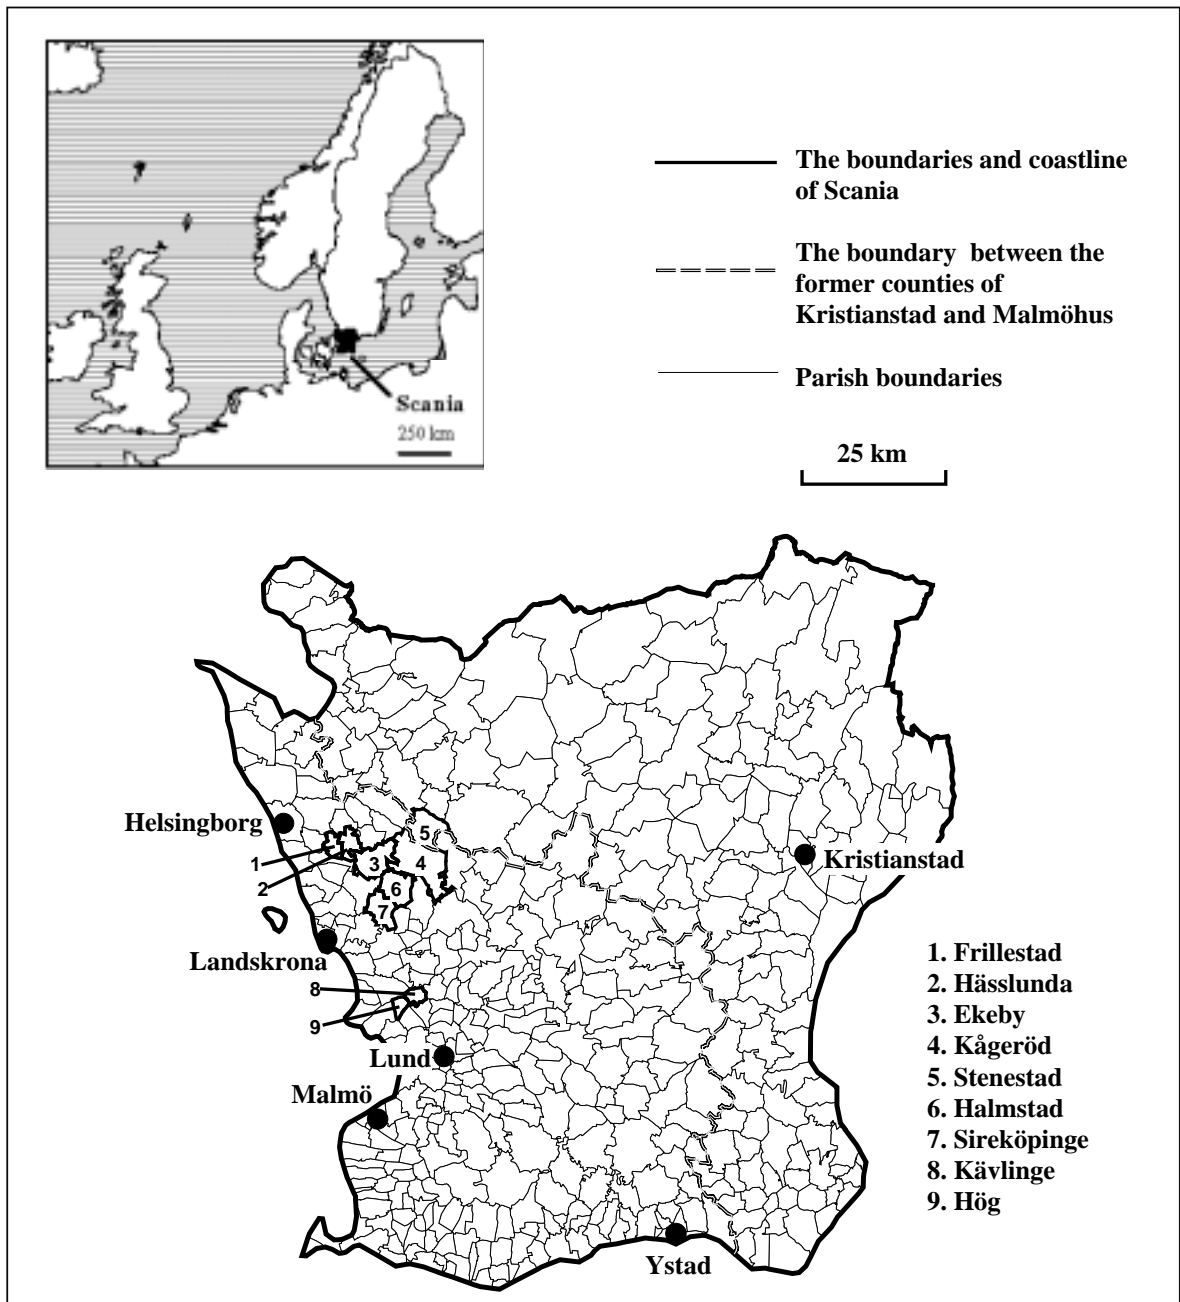 Scania
250 km
The boundaries and coastline
of Scania
The boundary between the
former counties of
Kristianstad and Malmöhus
Parish boundaries
25 km
Helsingborg
1
2
3
4
5
6
7
Kristianstad
Landskrona
8
9
Lund
Malmö
Ystad
1. Frillestad
2. Hässlunda
3. Ekeby
4. Kågeröd
5. Stenestad
6. Halmstad
7. Sireköpinge
8. Kävlinge
9. Hög